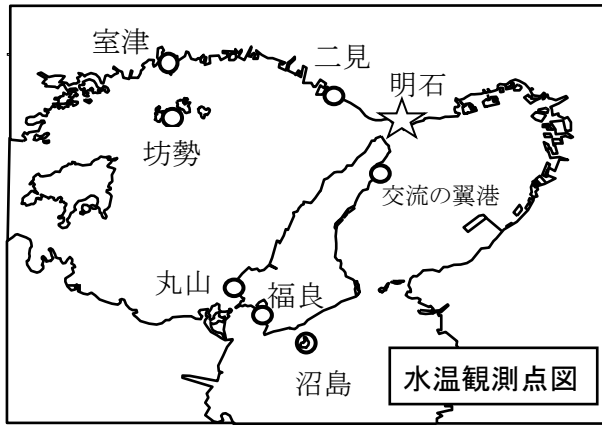 室津
二見
明石
坊勢
交流の翼港
丸山
福良
沼島
水温観測点図